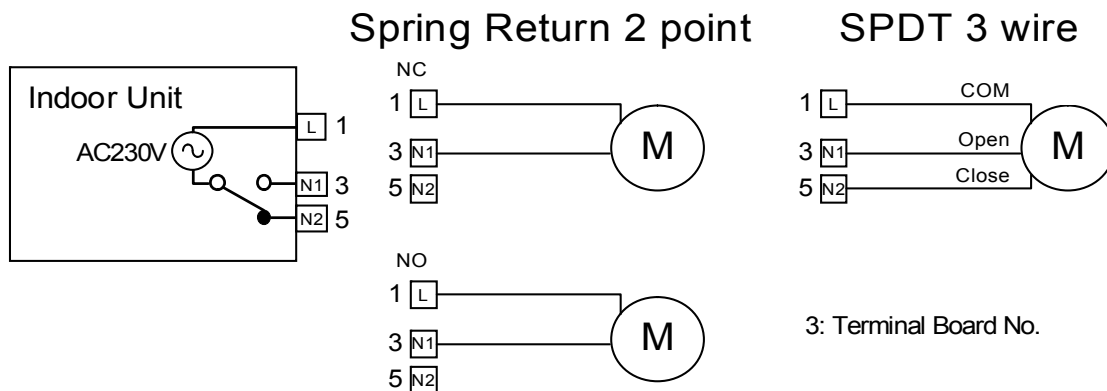 Spring Return 2 point
SPDT 3 wire
Indoor Unit
AC230V
L 1
N1 3
N2 5
NC
1 L
3 N1
5 N2
M
NO
1 L
3 N1
5 N2
M
1 L
3 N1
5 N2
COM
Open
Close
M
3: Terminal Board No.